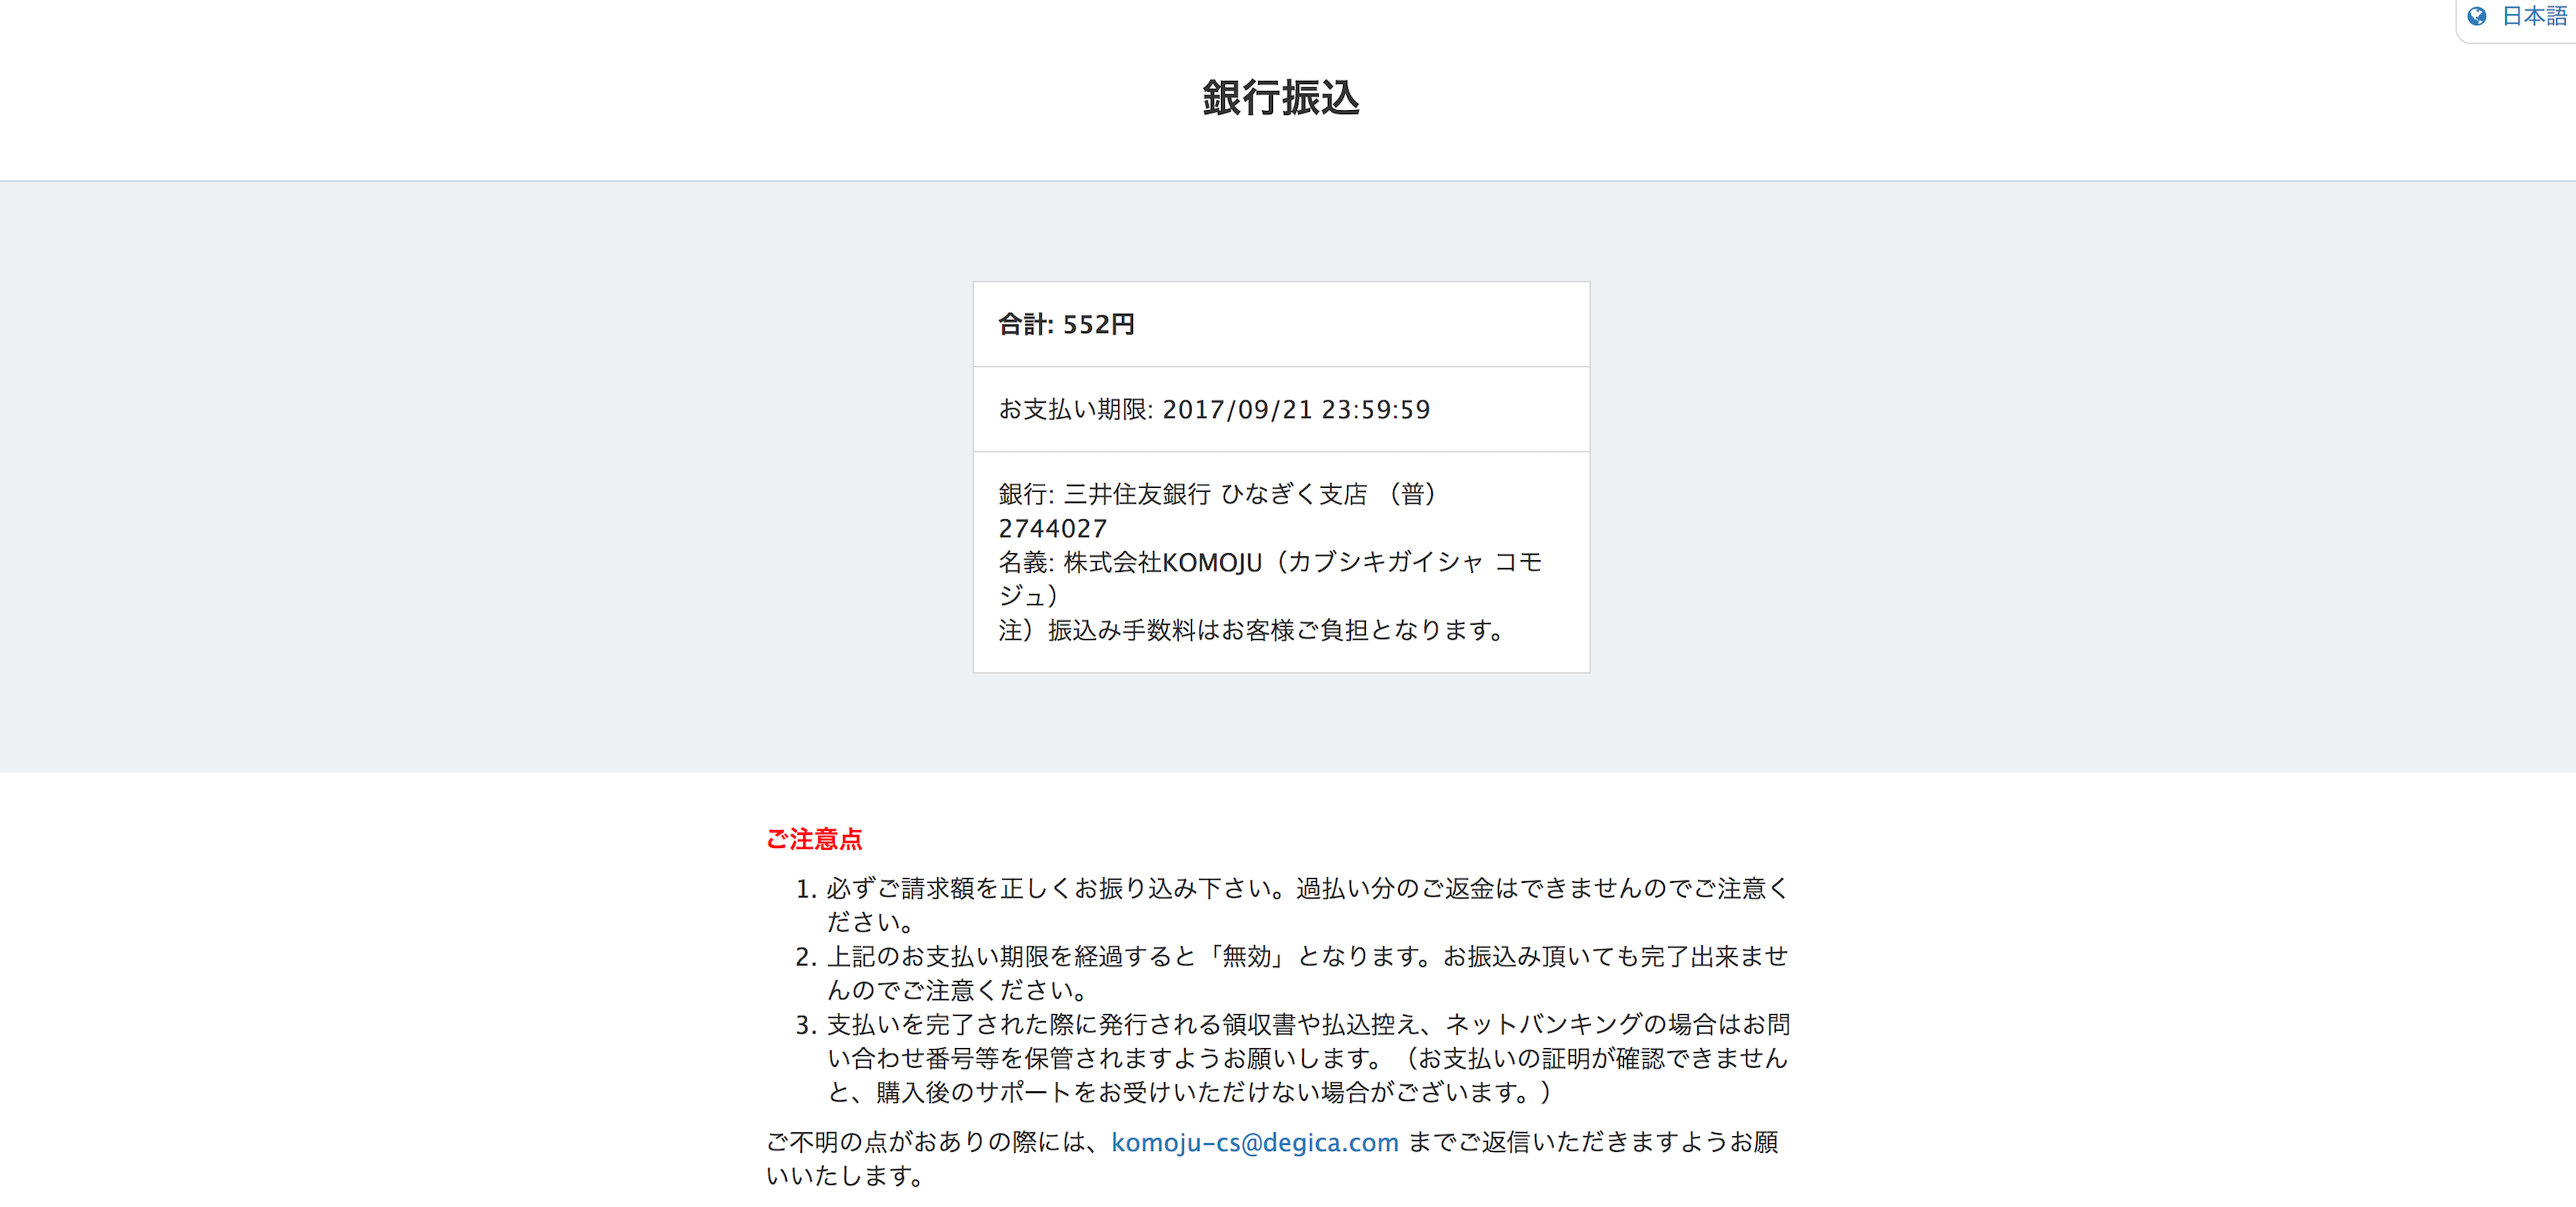 日本語
銀行振込
合計: 552円
お支払い期限: 2017/09/21 23:59:59
銀行: 三井住友銀行 ひなぎく支店 （普）
2744027
名義: 株式会社KOMOJU（カブシキガイシャ コモ
ジュ）
注）振込み手数料はお客様ご負担となります。
ご注意点
1. 必ずご請求額を正しくお振り込み下さい。過払い分のご返金はできませんのでご注意く
ださい。
2. 上記のお支払い期限を経過すると「無効」となります。お振込み頂いても完了出来ませ
んのでご注意ください。
3. 支払いを完了された際に発行される領収書や払込控え、ネットバンキングの場合はお問
い合わせ番号等を保管されますようお願いします。（お支払いの証明が確認できません
と、購入後のサポートをお受けいただけない場合がございます。）
ご不明の点がおありの際には、komoju-cs@degica.com までご返信いただきますようお願
いいたします。